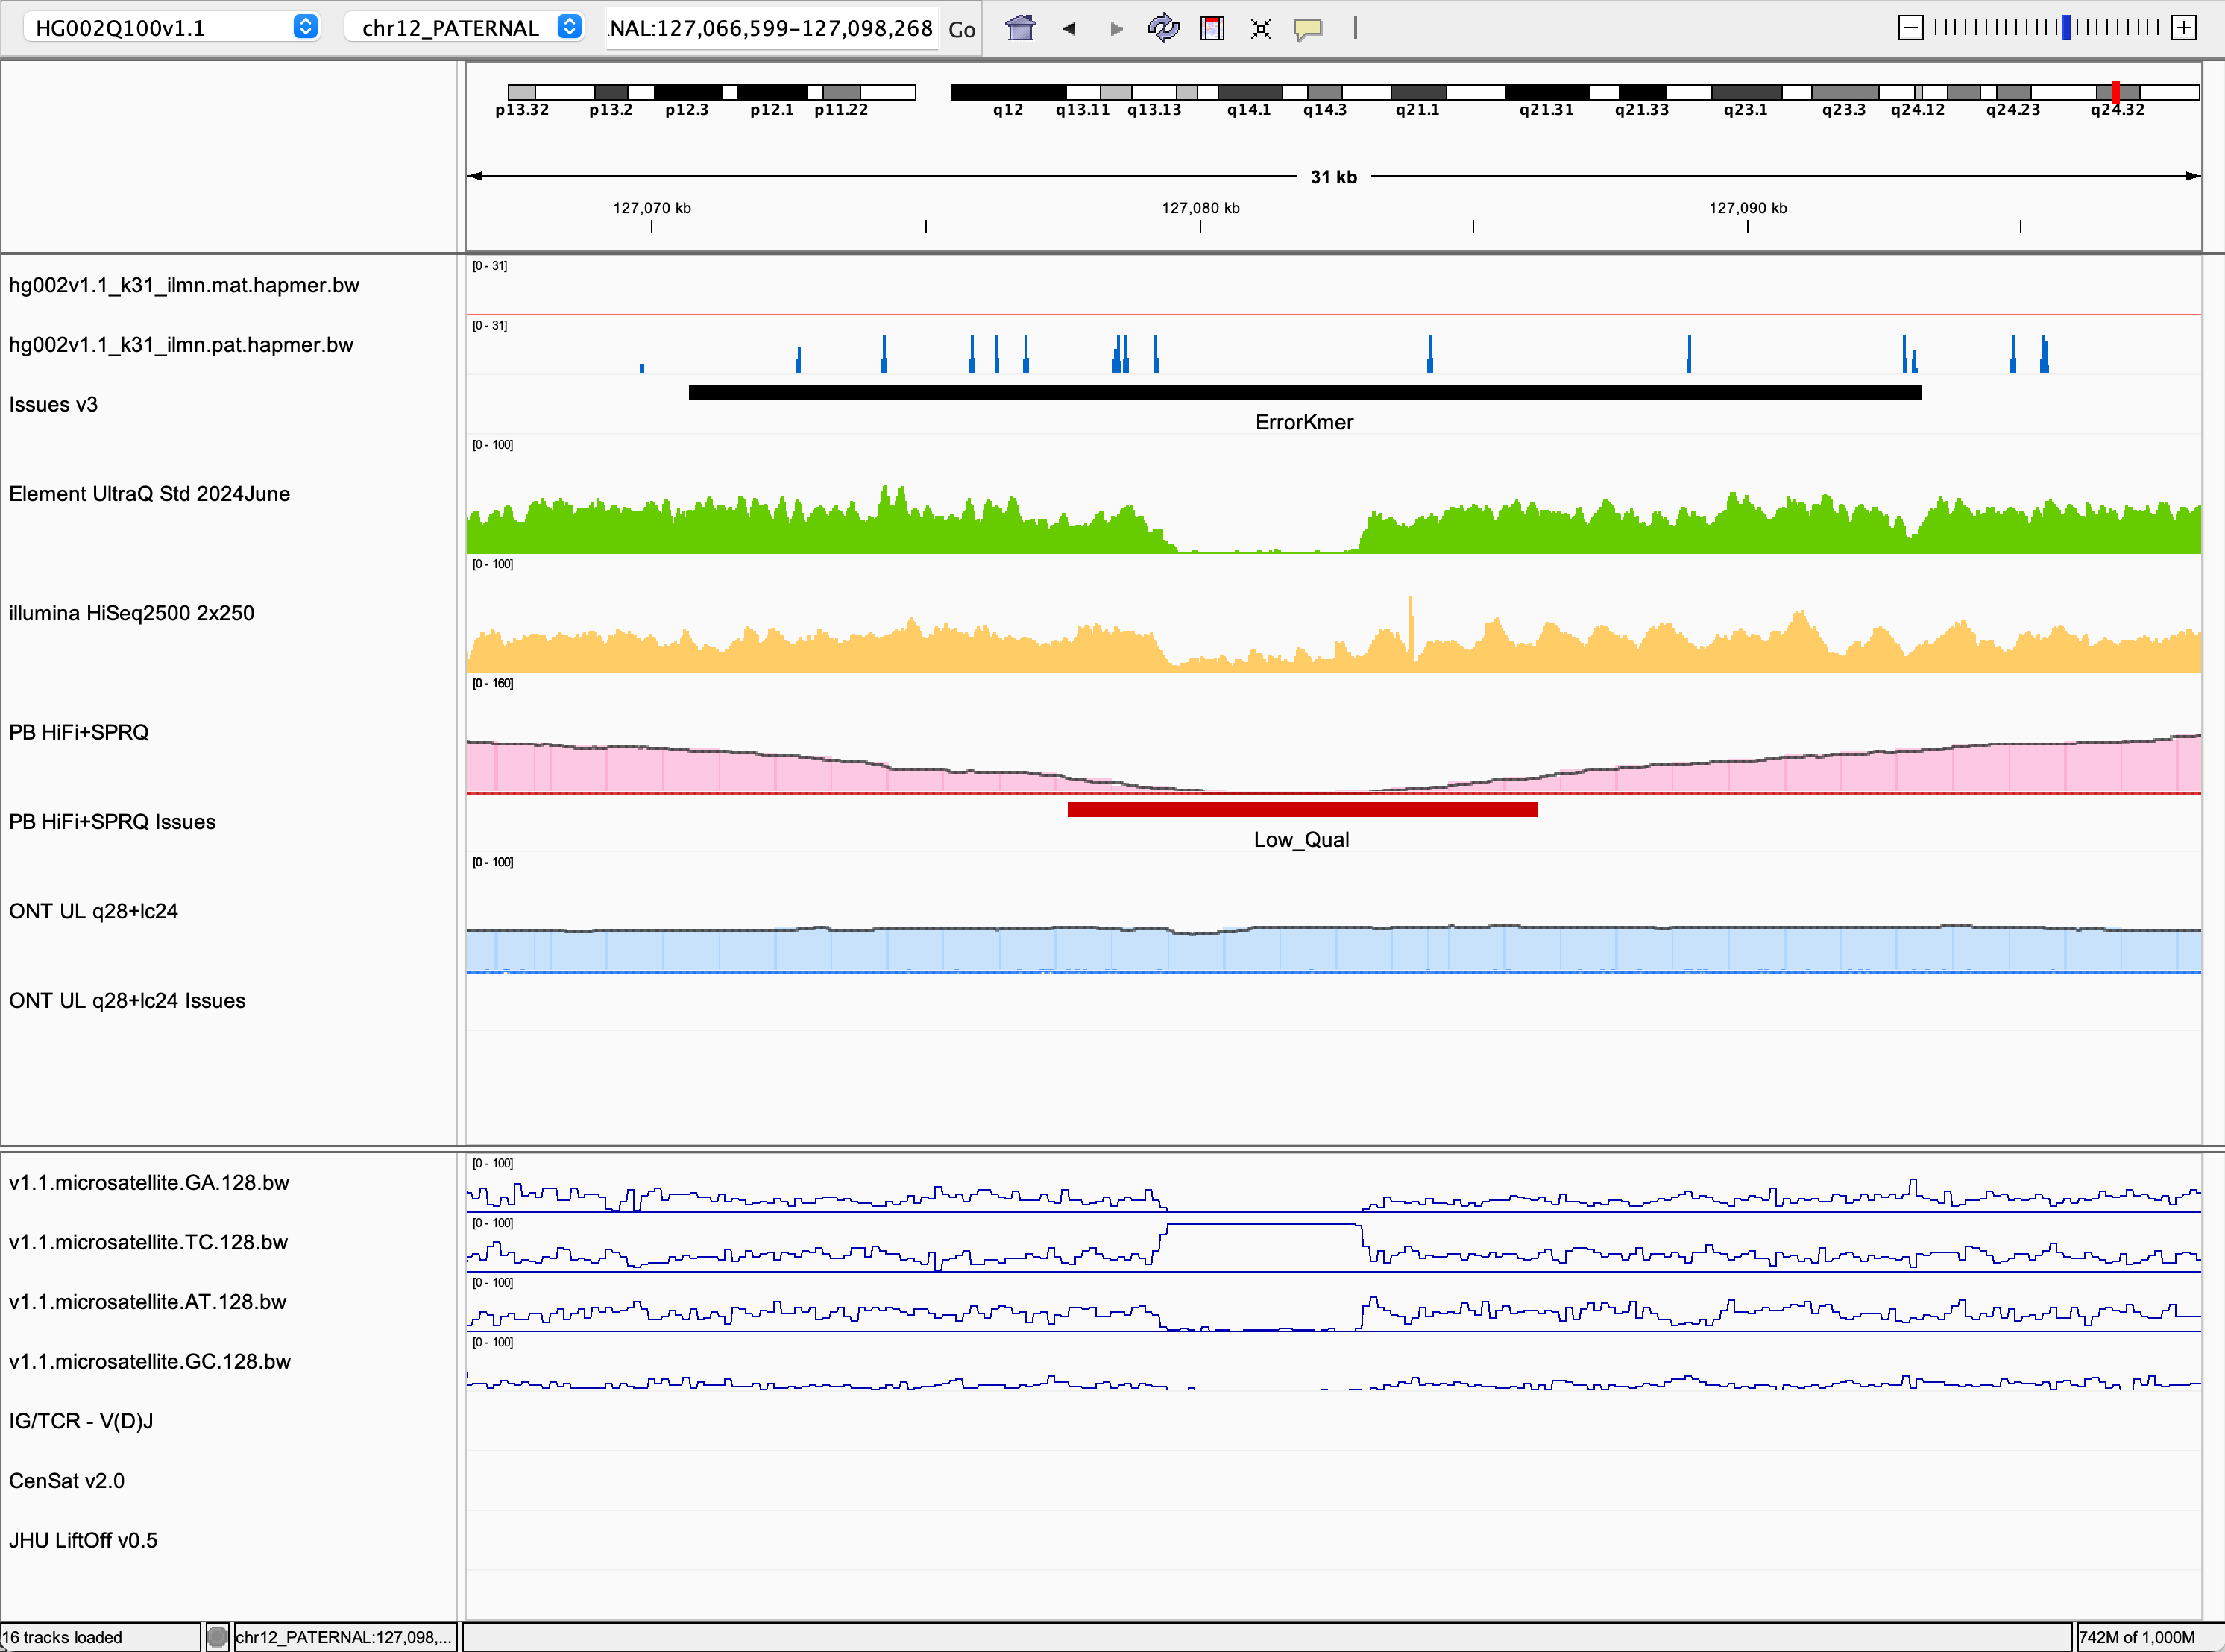 HG002Q100v1.1 chr12_PATERNAL NAL:127,066,599-127,098,268 Go
p13.32 p13.2 p12.3 p12.1 p11.22 q12 q13.11 q13.13 q14.1 q14.3 q21.1 q21.31 q21.33 q23.1 q23.3 q24.12 q24.23 q24.32
31 kb
127,070 kb 127,080 kb 127,090 kb
[0 - 31]
hg002v1.1_k31_ilmn.mat.hapmer.bw
[0 - 31]
hg002v1.1_k31_ilmn.pat.hapmer.bw
Issues v3
ErrorKmer
[0 - 100]
Element UltraQ Std 2024June
[0 - 100]
illumina HiSeq2500 2x250
[0 - 160]
PB HiFi+SPRQ
PB HiFi+SPRQ Issues
Low_Qual
[0 - 100]
ONT UL q28+lc24
ONT UL q28+lc24 Issues
[0 - 100]
v1.1.microsatellite.GA.128.bw
[0 - 100]
v1.1.microsatellite.TC.128.bw
[0 - 100]
v1.1.microsatellite.AT.128.bw
[0 - 100]
v1.1.microsatellite.GC.128.bw
IG/TCR - V(D)J
CenSat v2.0
JHU LiftOff v0.5
16 tracks loaded chr12_PATERNAL:127,098,... 742M of 1,000M